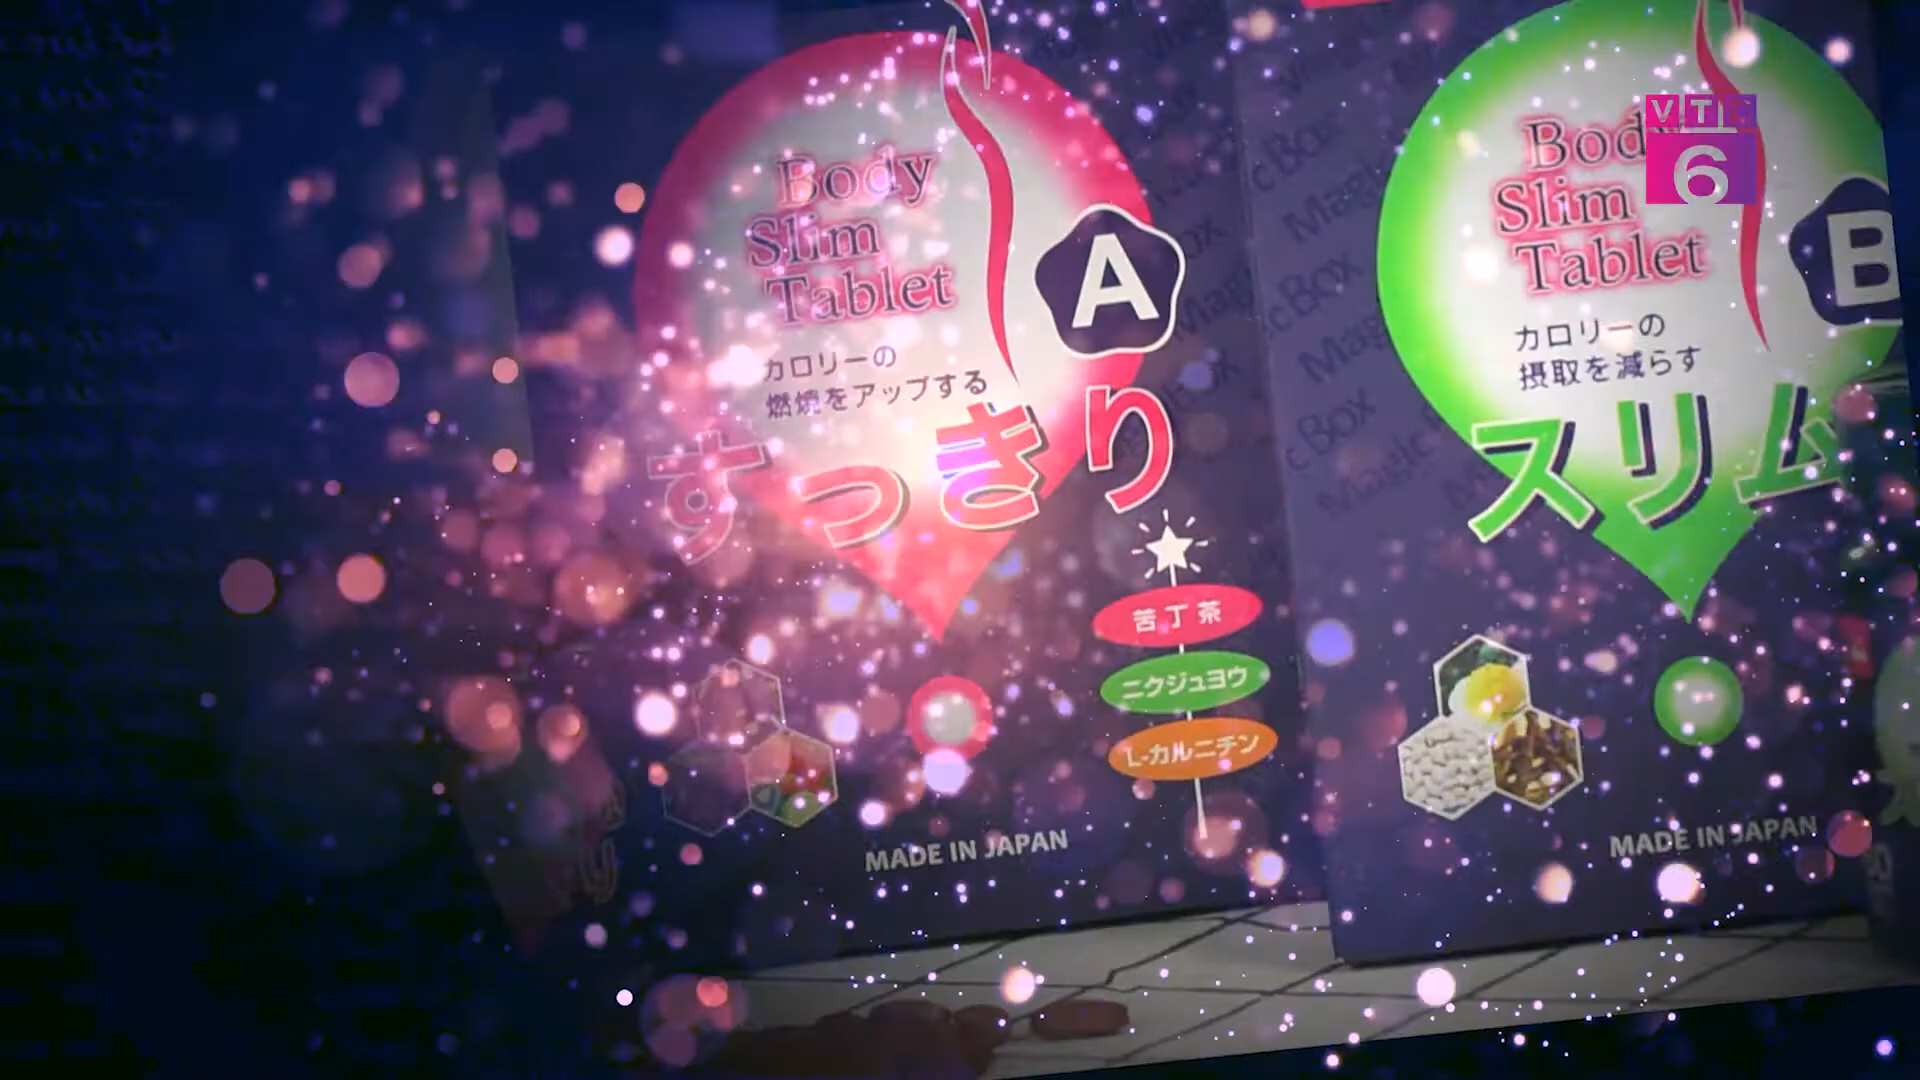 Body
Slim
Tablet
A
カロリーの
燃焼をアップする
すっきり
苦丁茶
ニクジュヨウ
L-カルニチン
MADE IN JAPAN
Body
Slim
Tablet
B
カロリーの
摂取を減らす
スリム
MADE IN JAPAN
Magic Box
VTC
6